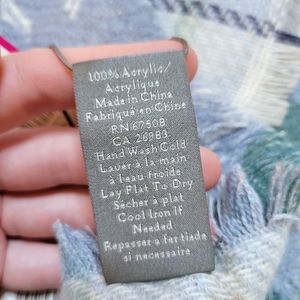 100% Acrylic/
Acrylique
Made in China
Fabriqué en Chine
RN 67508
CA 26983
Hand Wash Cold
Laver à la main
à l'eau froide
Lay Flat To Dry
Sécher à plat
Cool Iron If
Needed
Repasser a fer tiède
si necessaire